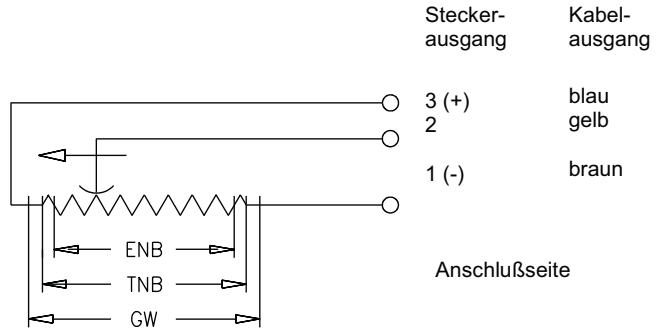 Stecker-
ausgang
Kabel-
ausgang
3 (+)
blau
2
gelb
1 (-)
braun
ENB
TNB
GW
Anschlußseite